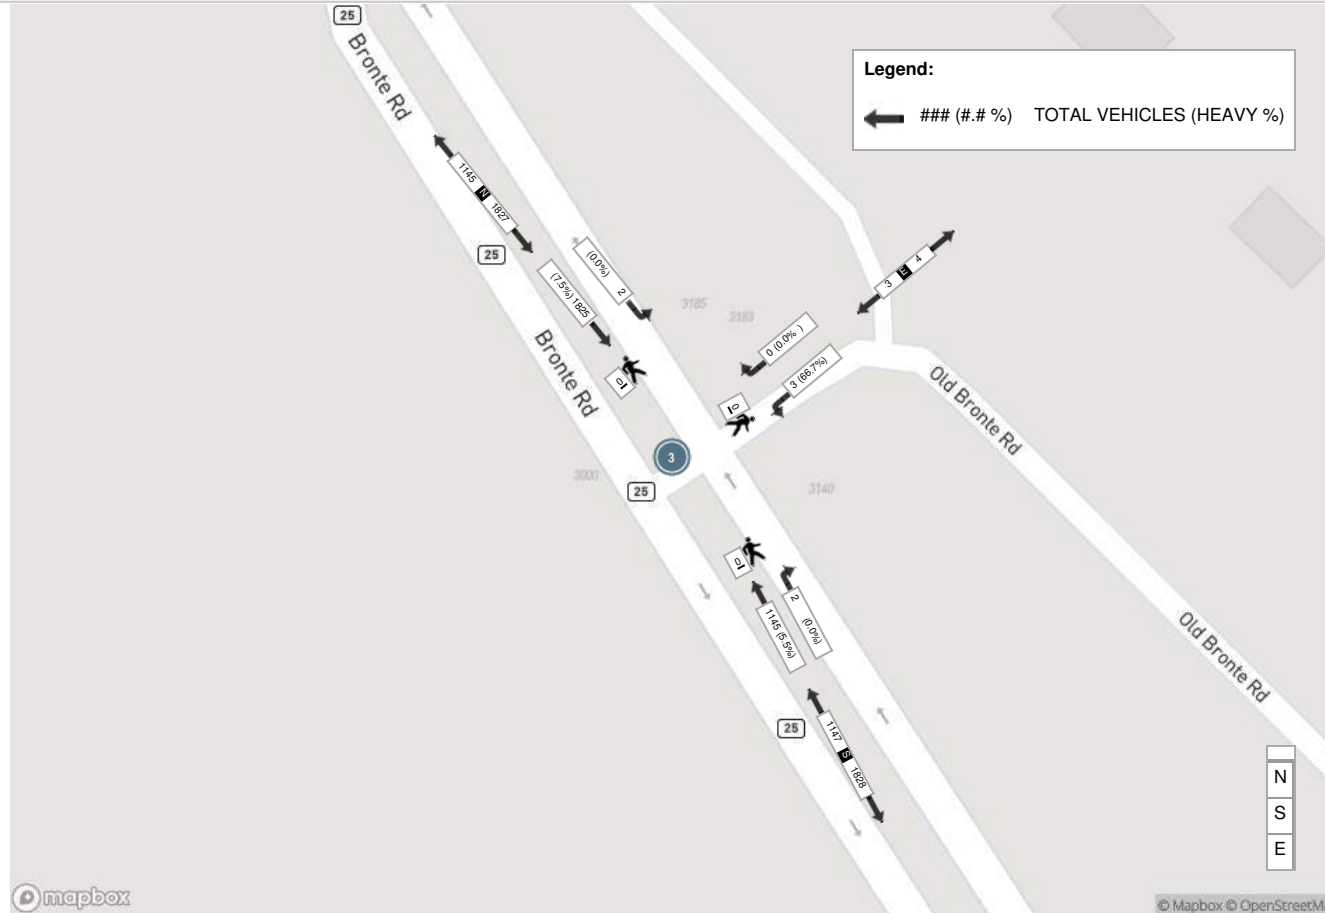 25
Bronte Rd
Legend:
### (#.# %) TOTAL VEHICLES (HEAVY %)
1145 N 1827
25
(0.0%) 2
(7.5%) 1825
3185
3183
3 E 4
0 (0.0% )
3 (66.7%)
Bronte Rd
0
0
Old Bronte Rd
3
3000
25
3140
0
1145 (5.5%)
2 (0.0%)
Old Bronte Rd
25
1147 S 1828
N
S
E
mapbox
© Mapbox © OpenStreetM